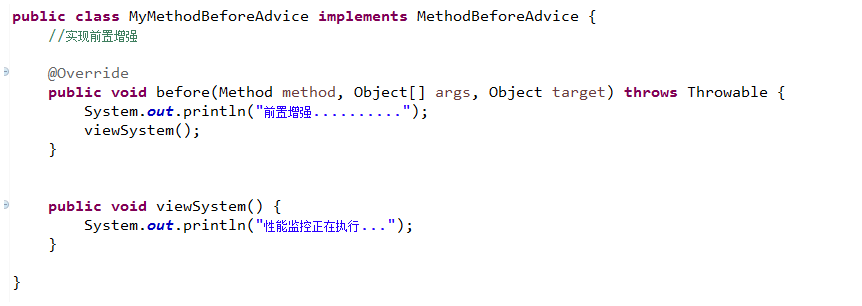 public class MyMethodBeforeAdvice implements MethodBeforeAdvice {
//实现前置增强
@Override
public void before(Method method, Object[] args, Object target) throws Throwable {
System.out.println("前置增强..........");
viewSystem();
}
public void viewSystem() {
System.out.println("性能监控正在执行...");
}
}